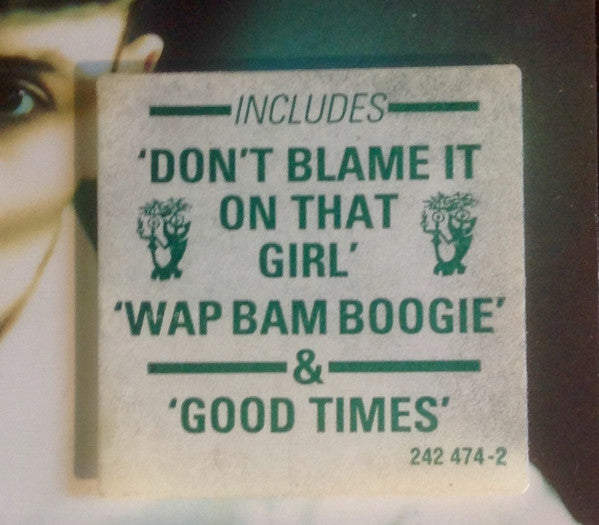 INCLUDES
'DON'T BLAME IT
ON THAT
GIRL'
'WAP BAM BOOGIE'
&
'GOOD TIMES'
242 474-2